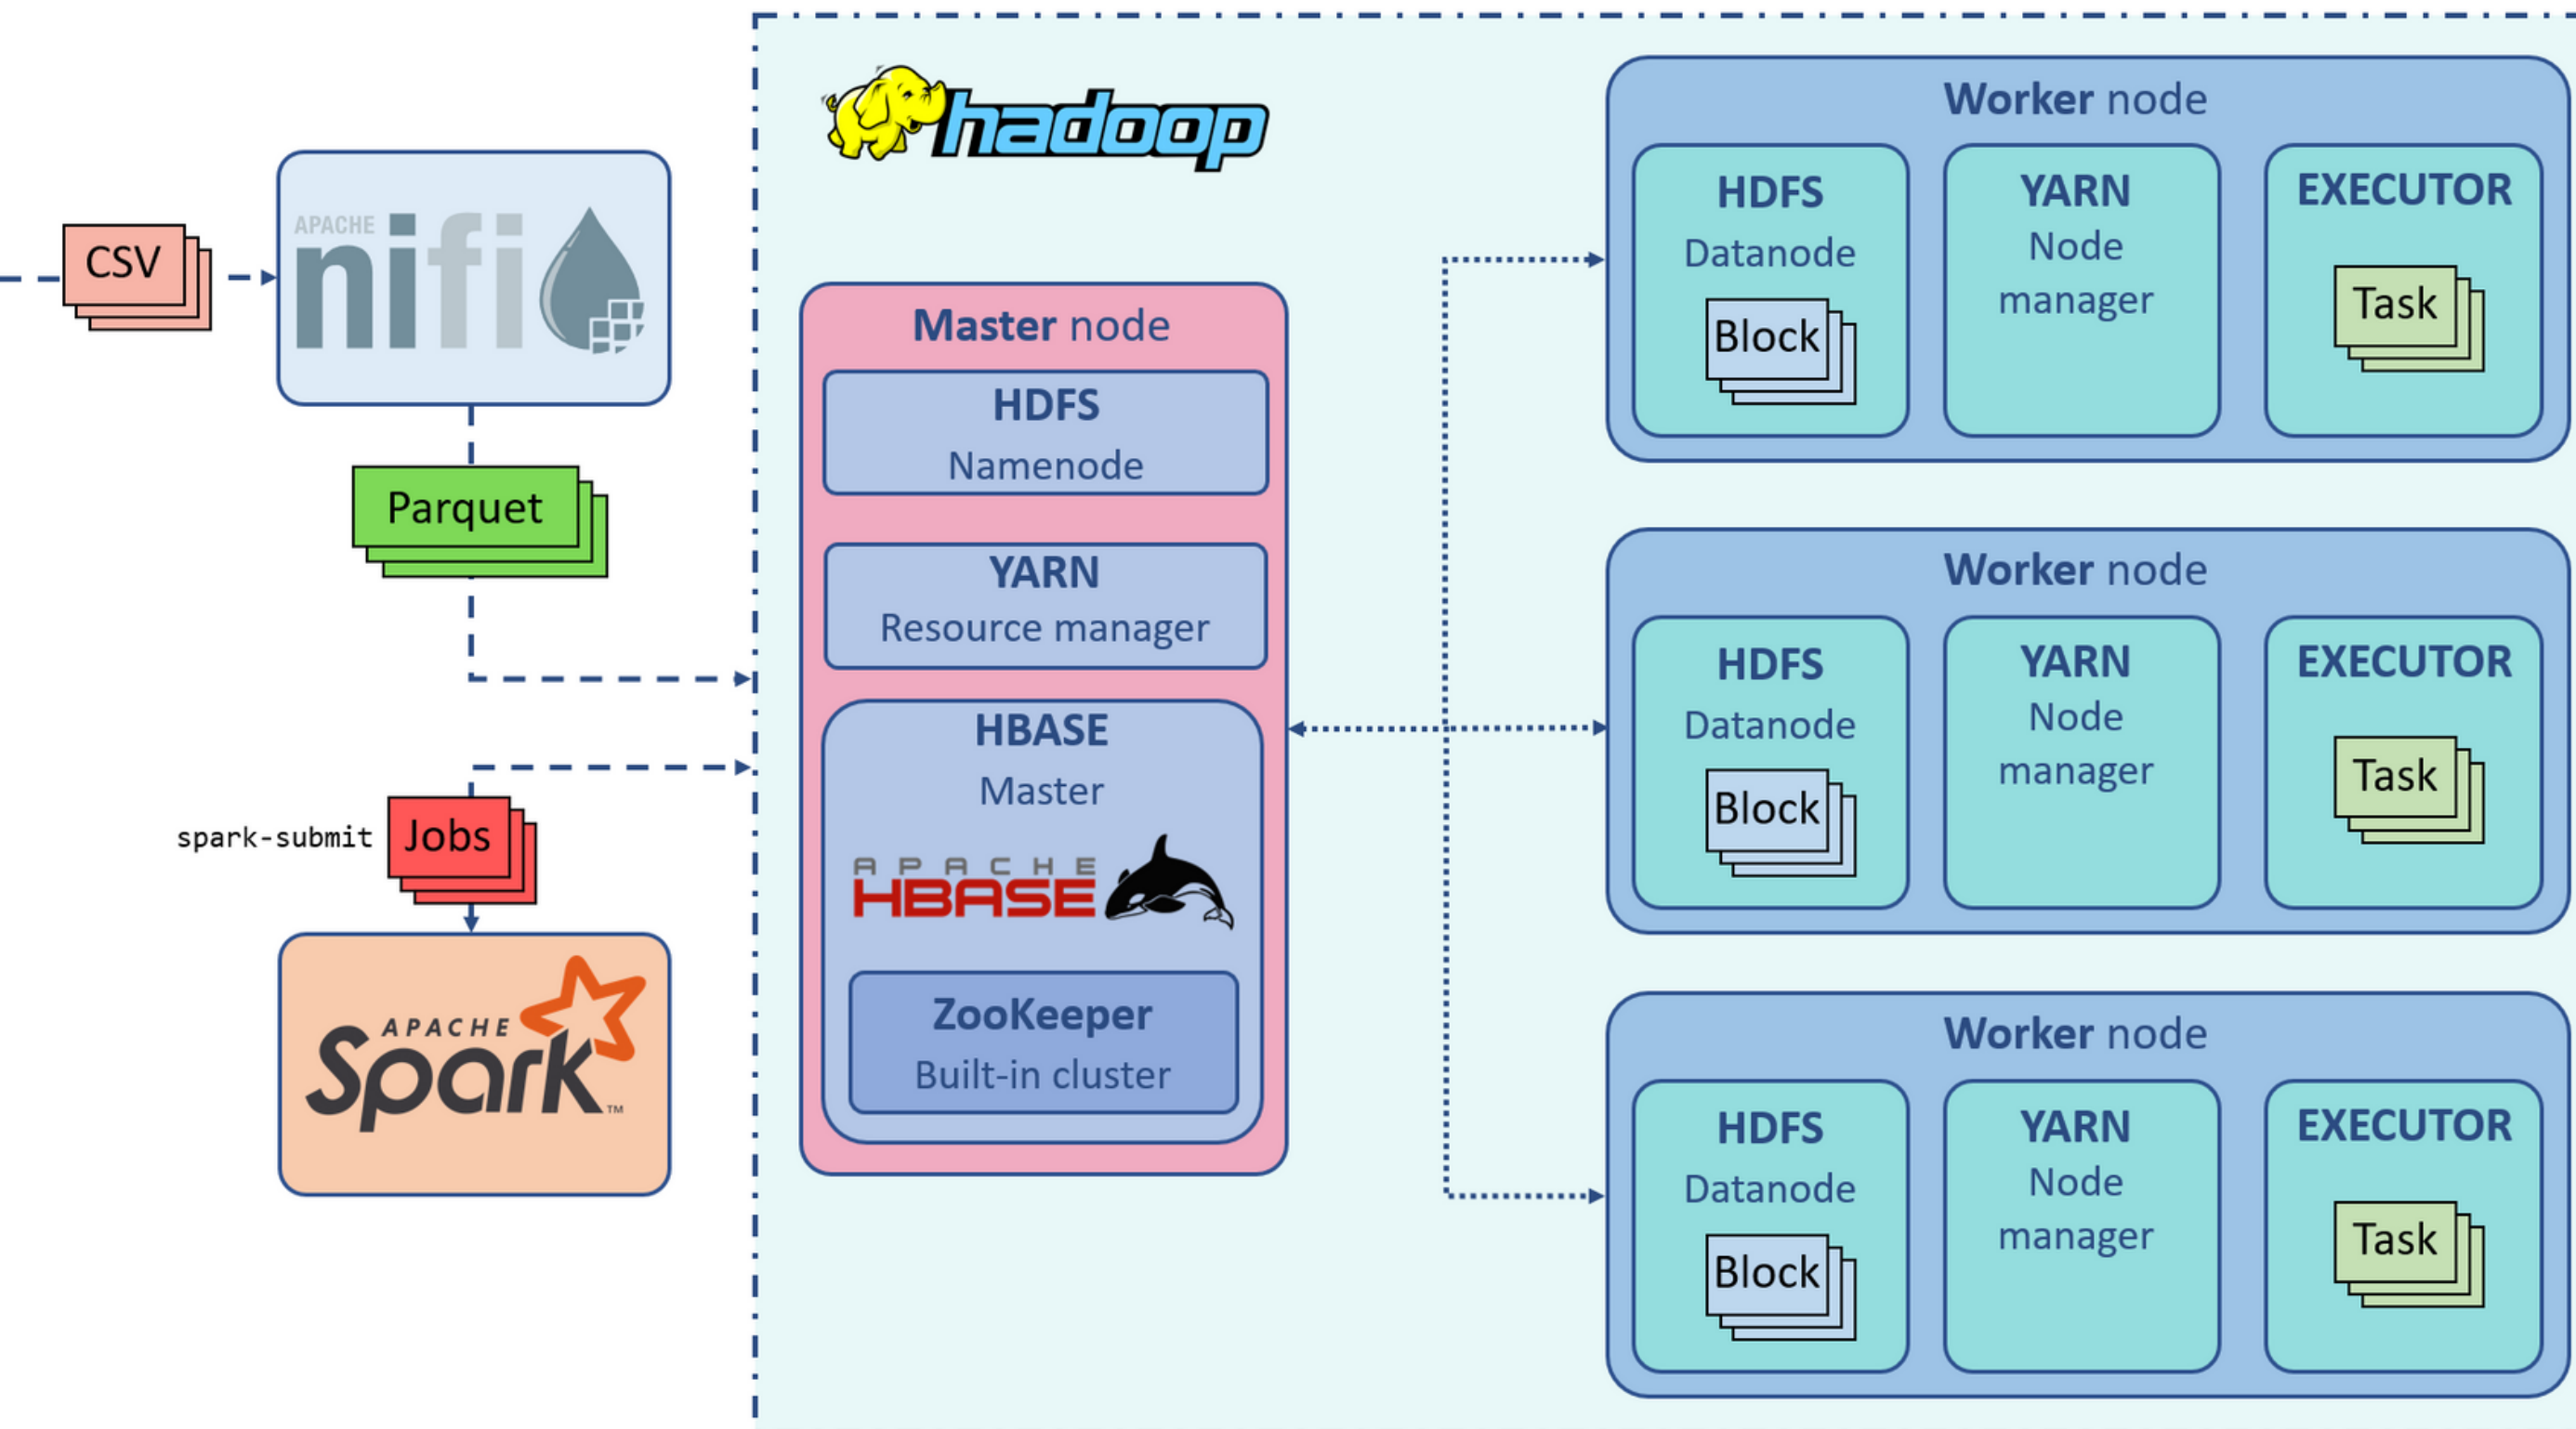 CSV
APACHE
nifi
Parquet
spark-submit
Jobs
APACHE
Spark™
hadoop
Master node
HDFS
Namenode
YARN
Resource manager
HBASE
Master
APACHE
HBASE
ZooKeeper
Built-in cluster
Worker node
HDFS
Datanode
Block
YARN
Node
manager
EXECUTOR
Task
Worker node
HDFS
Datanode
Block
YARN
Node
manager
EXECUTOR
Task
Worker node
HDFS
Datanode
Block
YARN
Node
manager
EXECUTOR
Task